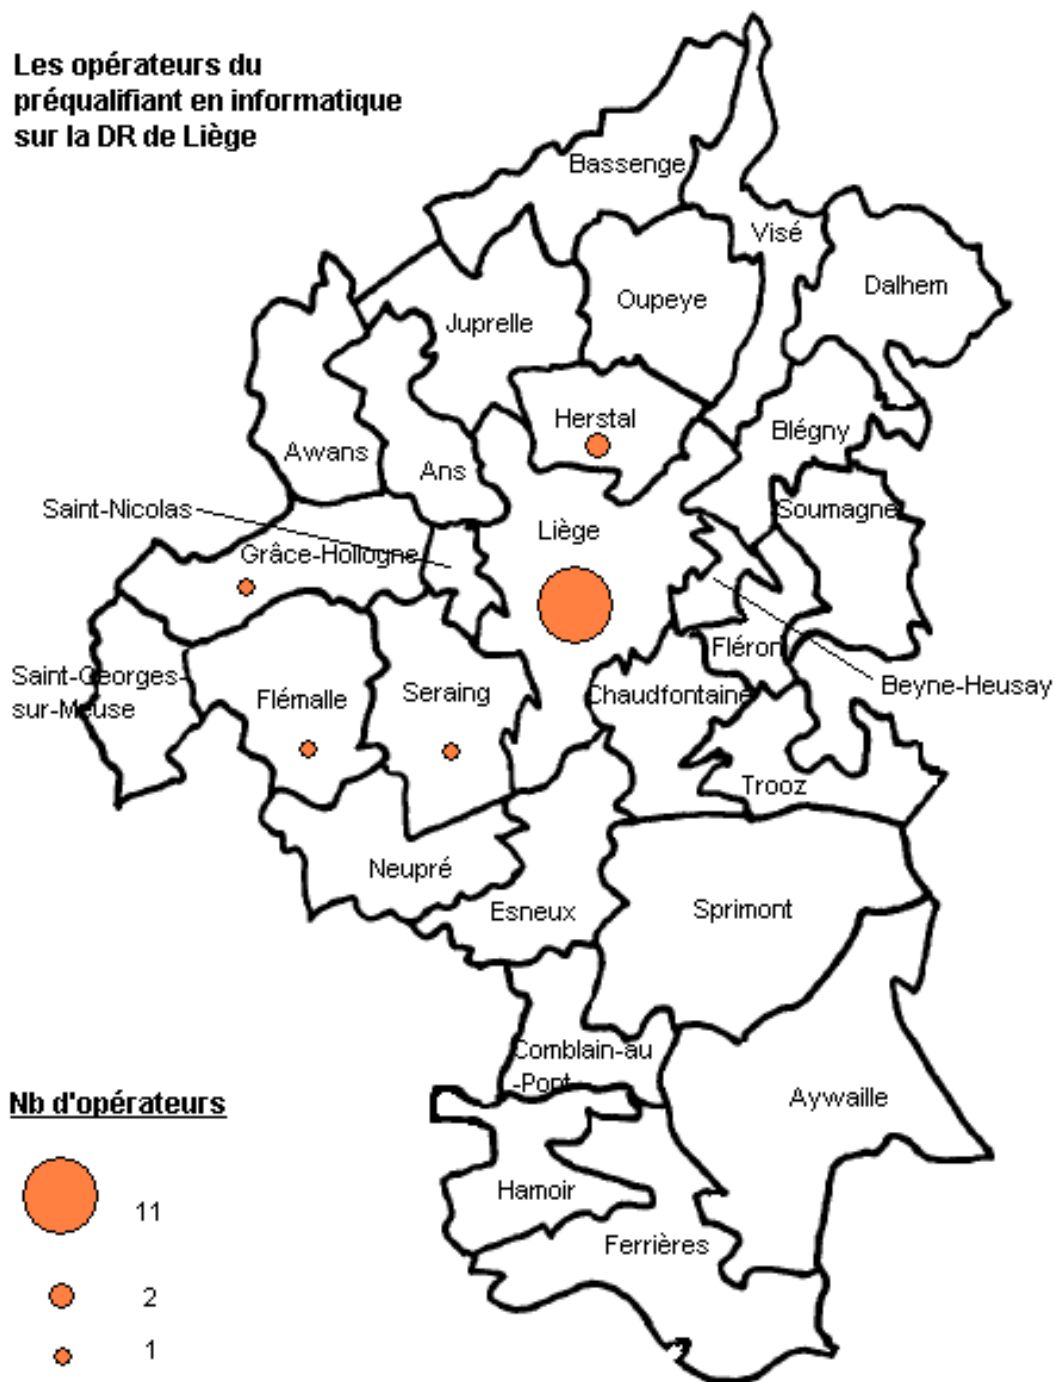 Les opérateurs du
préqualifiant en informatique
sur la DR de Liège
Bassenge
Visé
Dalhem
Oupeye
Juprelle
Herstal
Blégny
Awans
Ans
Saint-Nicolas
Soumagne
Liège
Grâce-Hollogne
Fléron
Saint-Georges-
sur-Meuse
Flémalle
Seraing
Chaudfontaine
Beyne-Heusay
Trooz
Neupré
Esneux
Sprimont
Comblain-au
-Pont
Aywaille
Nb d'opérateurs
Hamoir
11
Ferrières
2
1